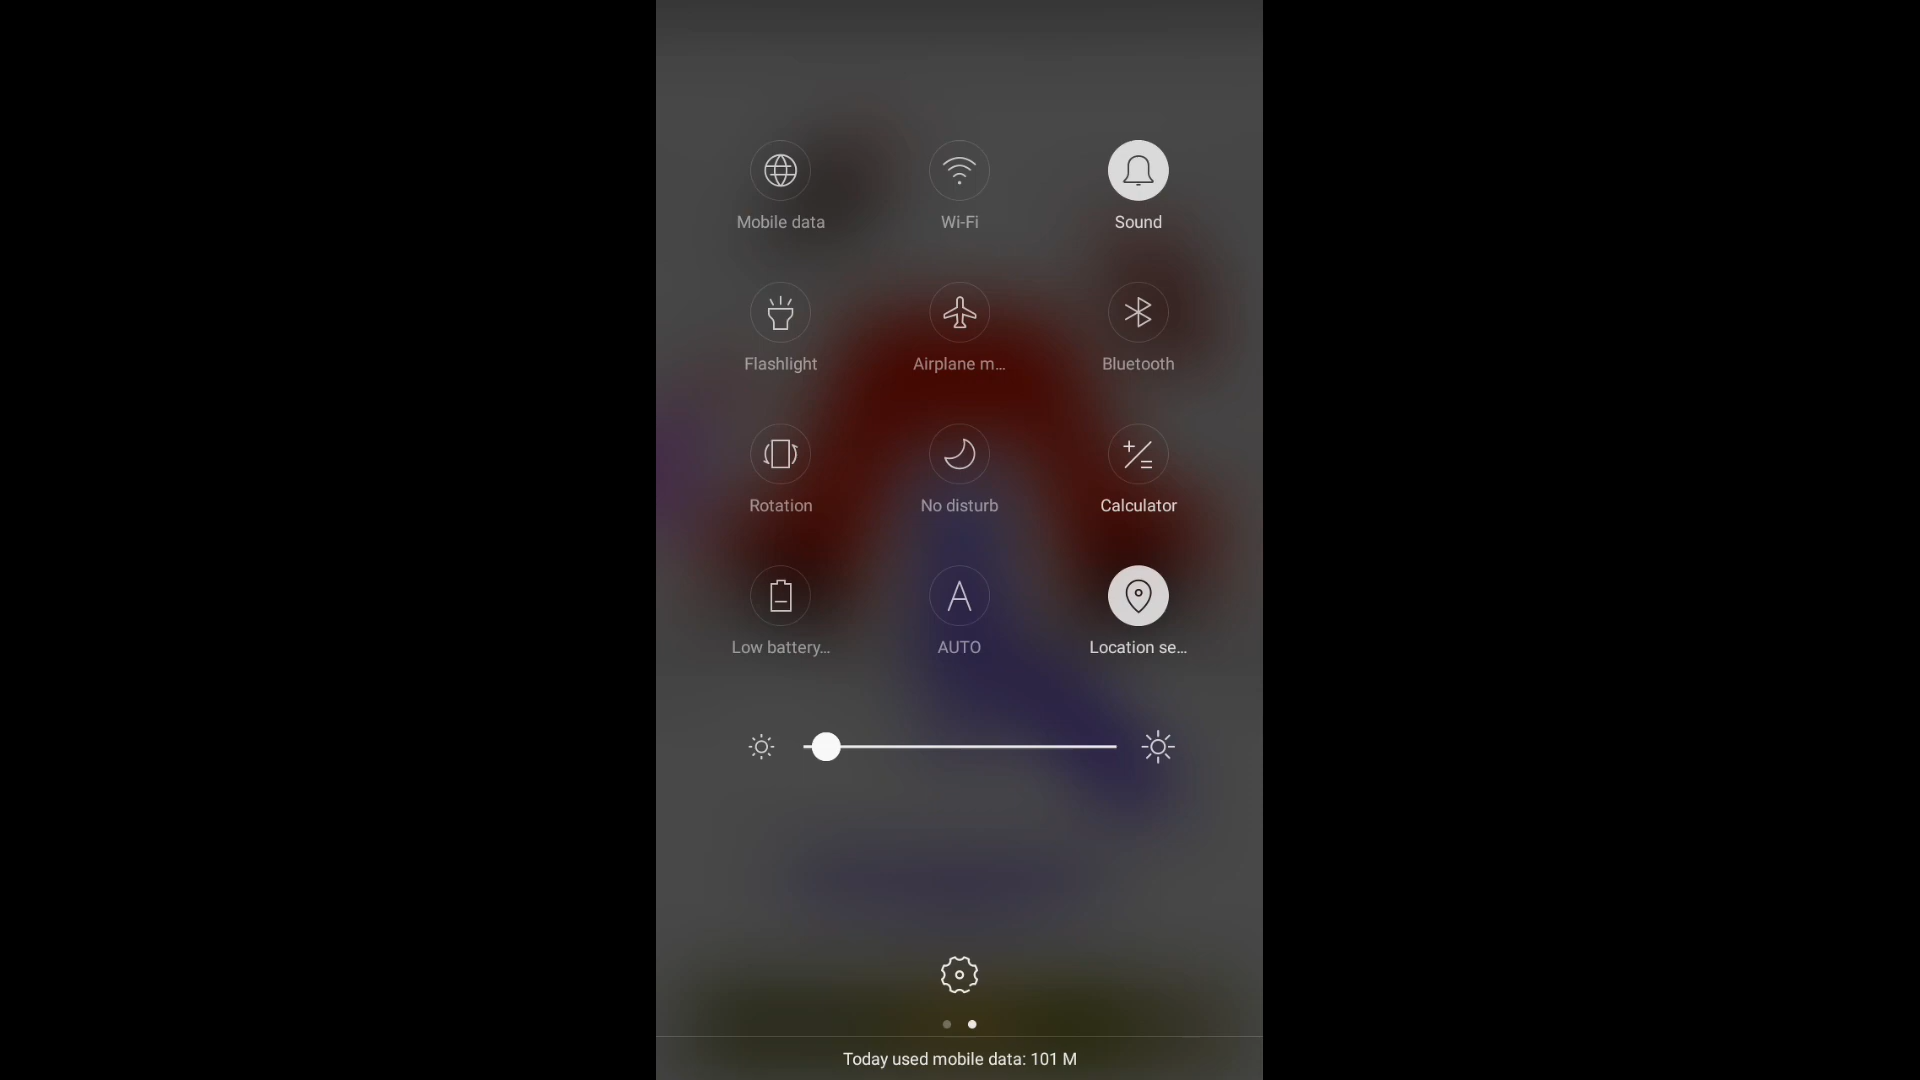 Mobile data
Wi-Fi
Sound
Flashlight
Airplane m...
Bluetooth
Rotation
No disturb
Calculator
Low battery...
A
AUTO
Location se...
Today used mobile data: 101 M